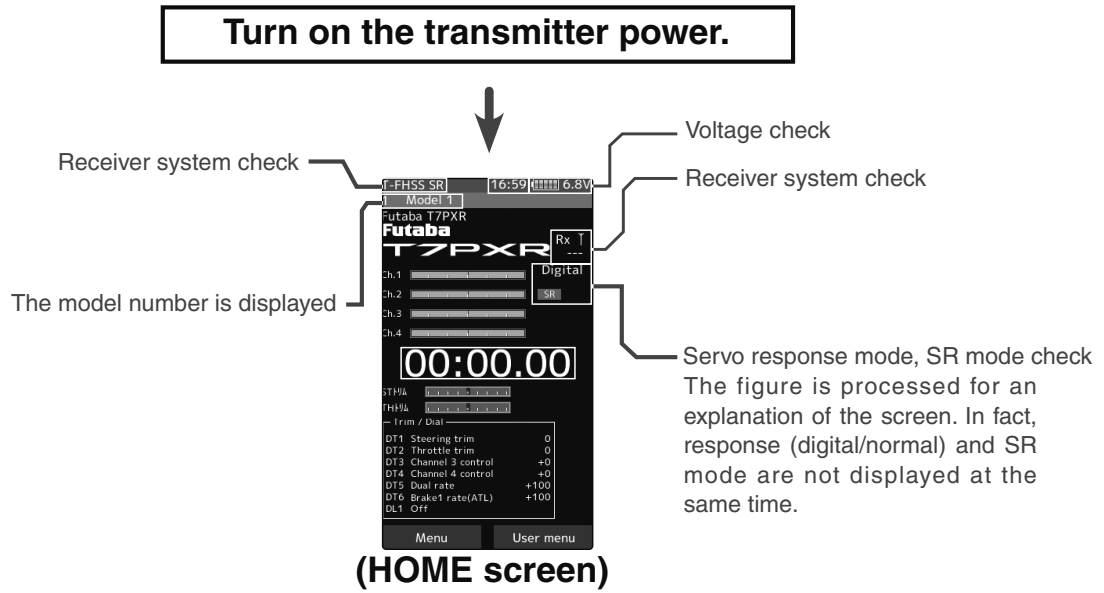 Turn on the transmitter power.
Voltage check
Receiver system check
Receiver system check
T-FHSS SR 16:59 6.8V
1 Model 1
Futaba T7PXR
Futaba
T7PXR
Rx
---
Digital
SR
Ch.1
Ch.2
Ch.3
Ch.4
The model number is displayed
00:00.00
Servo response mode, SR mode check
The figure is processed for an
explanation of the screen. In fact,
response (digital/normal) and SR
mode are not displayed at the
same time.
Trim / Dial
DT1 Steering trim 0
DT2 Throttle trim 0
DT3 Channel 3 control +0
DT4 Channel 4 control +0
DT5 Dual rate +100
DT6 Brake1 rate(ATL) +100
DL1 Off
Menu User menu
(HOME screen)